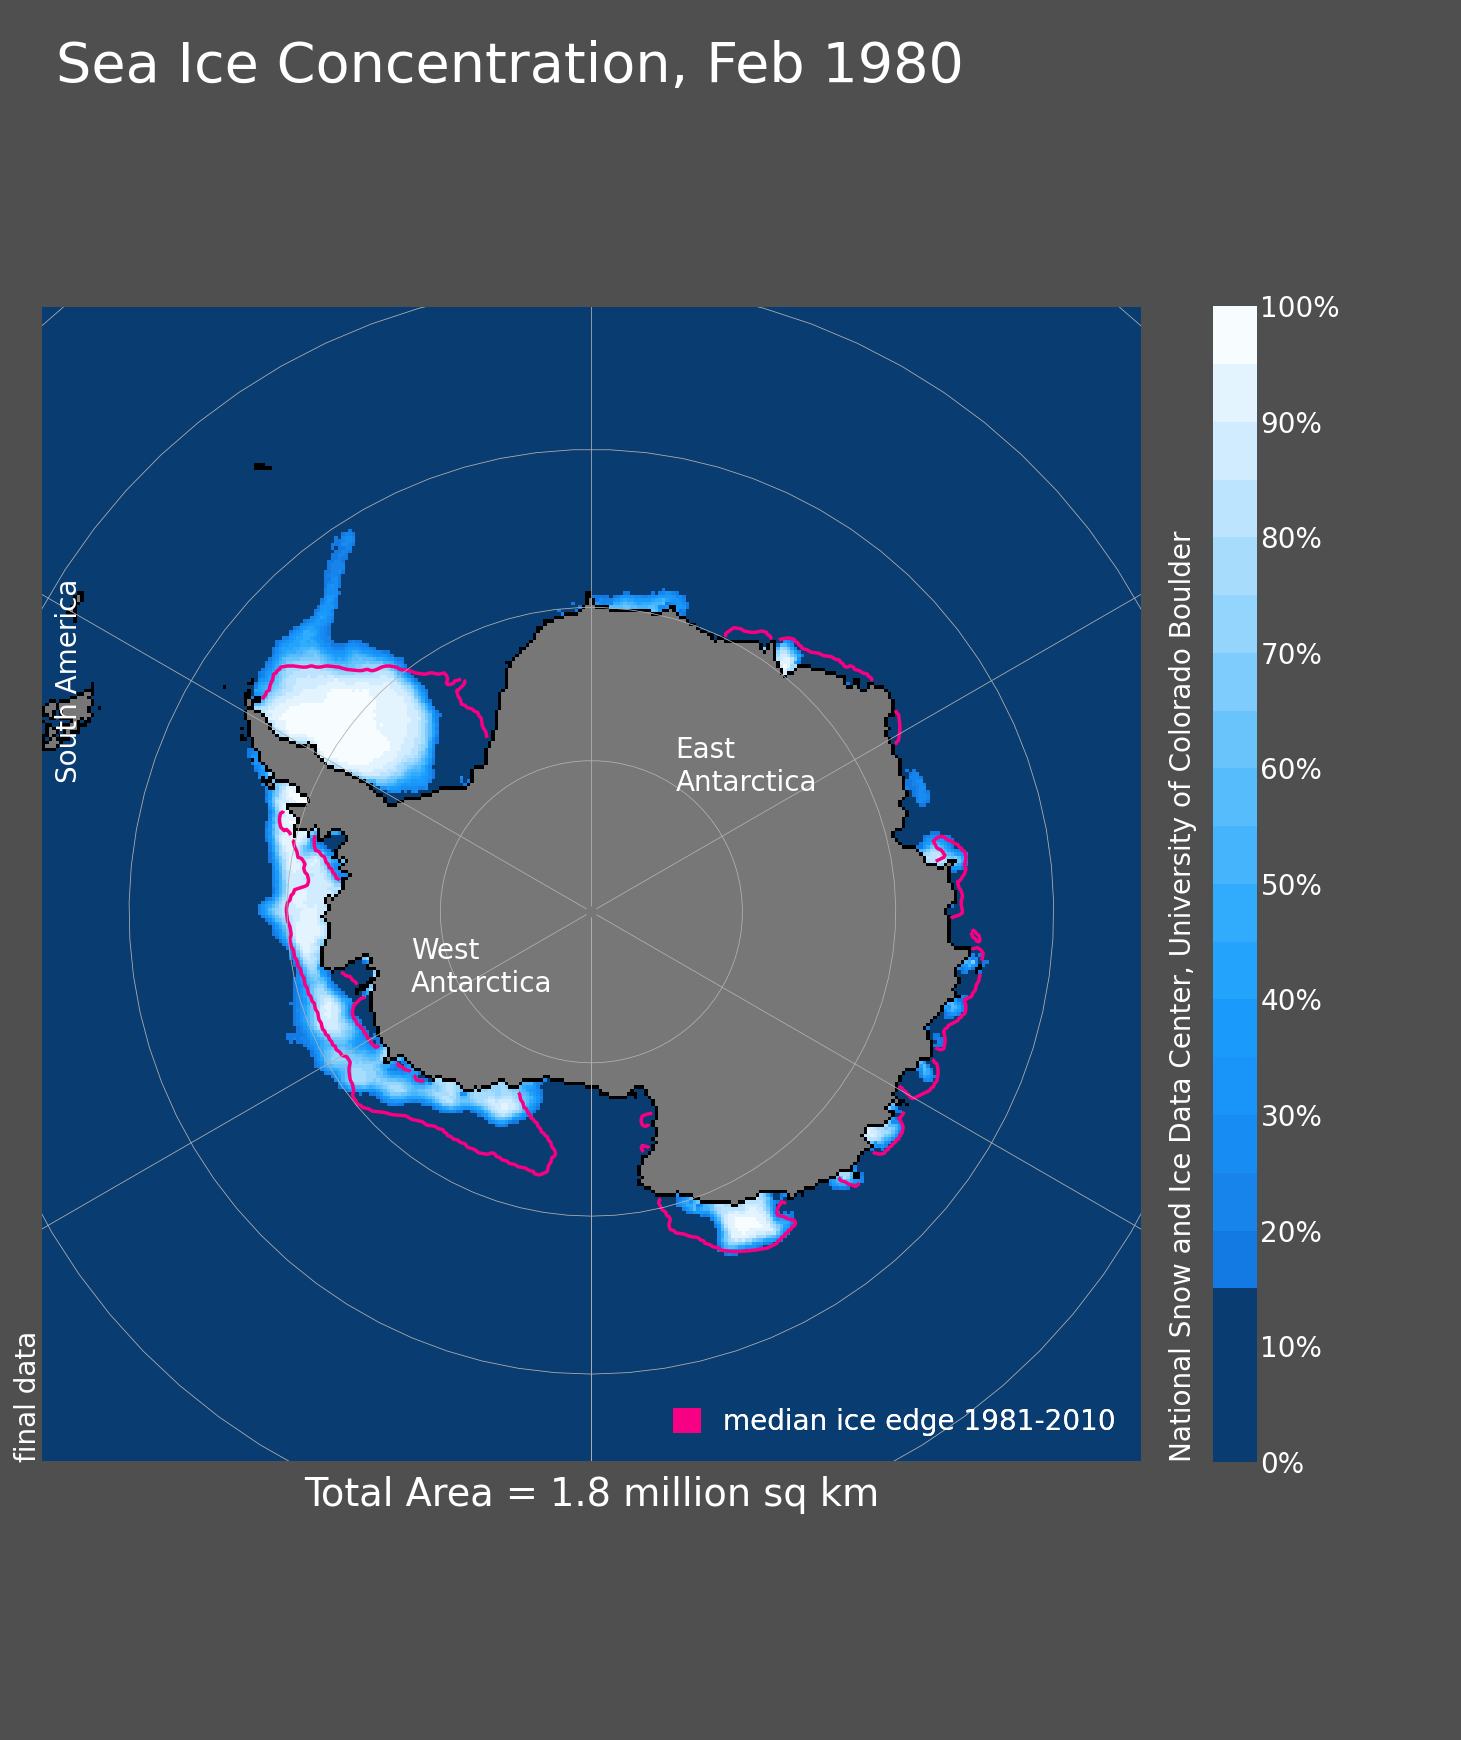 Sea Ice Concentration, Feb 1980
South America
East
Antarctica
West
Antarctica
median ice edge 1981-2010
final data
Total Area = 1.8 million sq km
National Snow and Ice Data Center, University of Colorado Boulder
100%
90%
80%
70%
60%
50%
40%
30%
20%
10%
0%